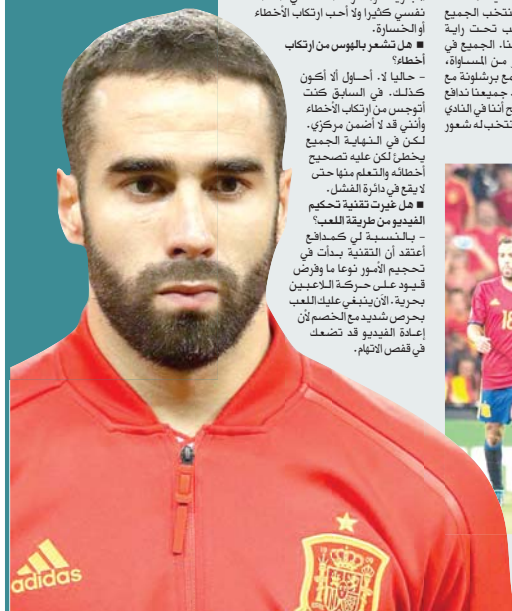 نفسي كثيرا ولا أحب ارتكاب الأخطاء
أو الخسارة.
■ هل تشعر بالهوس من ارتكاب
أخطاء؟
- حاليا لا. أحاول ألا أكون
كذلك. في السابق كنت
أتوجس من ارتكاب الأخطاء
وأنني قد لا أضمن مركزي.
لكن في النهاية الجميع
يخطئ لكن عليه تصحيح
أخطائه والتعلم منها حتى
لا يقع في دائرة الفشل.
■ هل غيرت تقنية تحكيم
الفيديو من طريقة اللعب؟
- بالنسبة لي كمدافع
أعتقد أن التقنية بدأت في
تحجيم الأمور نوعا ما وفرض
قيود على حركة اللاعبين
بحرية. الآن ينبغي عليك اللعب
بحرص شديد مع الخصم لأن
إعادة الفيديو قد تضعك
في قفص الاتهام.
نتخب الجميع
ب تحت راية
نا. الجميع في
من المساواة،
مع برشلونة مع
. جميعنا ندافع
ح أننا في النادي
نتخب له شعور
18
adidas